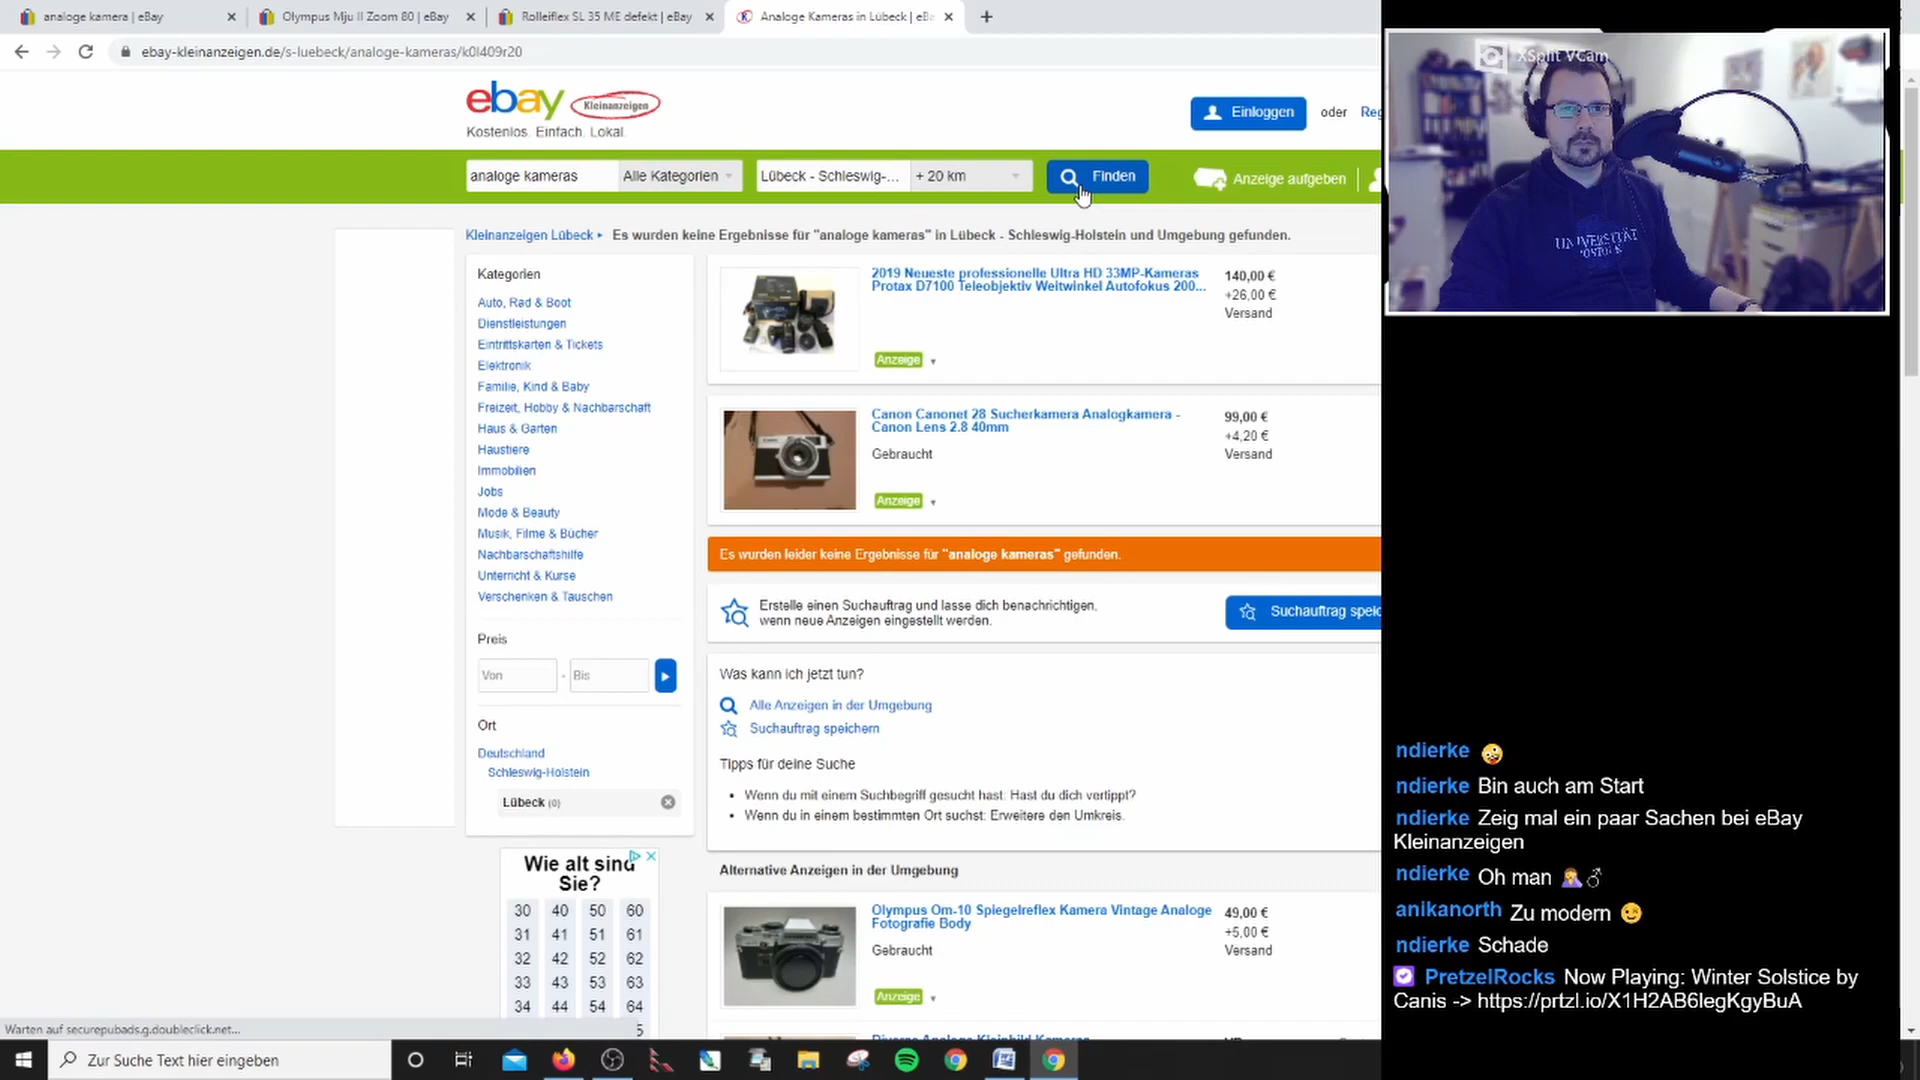 analoge kamera | eBay
Olympus Mju II Zoom 80 | eBay
Rolleiflex SL 35 ME defekt | eBay
Analoge Kameras in Lübeck | eB
ebay-kleinanzeigen.de/s-luebeck/analoge-kameras/k0l409r20
ebay Kleinanzeigen
Kostenlos. Einfach. Lokal.
Einloggen oder Reg
analoge kameras Alle Kategorien Lübeck - Schleswig-... + 20 km Finden Anzeige aufgeben
Kleinanzeigen Lübeck Es wurden keine Ergebnisse für "analoge kameras" in Lübeck - Schleswig-Holstein und Umgebung gefunden.
Kategorien
Auto, Rad & Boot
Dienstleistungen
Eintrittskarten & Tickets
Elektronik
Familie, Kind & Baby
Freizeit, Hobby & Nachbarschaft
Haus & Garten
Haustiere
Immobilien
Jobs
Mode & Beauty
Musik, Filme & Bücher
Nachbarschaftshilfe
Unterricht & Kurse
Verschenken & Tauschen
Preis
Von - Bis
Ort
Deutschland
Schleswig-Holstein
Lübeck (0)
Wie alt sind
Sie?
30 40 50 60
31 41 51 61
32 42 52 62
33 43 53 63
34 44 54 64
5
2019 Neueste professionelle Ultra HD 33MP-Kameras
Protax D7100 Teleobjektiv Weitwinkel Autofokus 200...
140,00 €
+26,00 €
Versand
Anzeige
Canon Canonet 28 Sucherkamera Analogkamera -
Canon Lens 2.8 40mm
Gebraucht
99,00 €
+4,20 €
Versand
Anzeige
Es wurden leider keine Ergebnisse für "analoge kameras" gefunden.
Erstelle einen Suchauftrag und lasse dich benachrichtigen,
wenn neue Anzeigen eingestellt werden.
Suchauftrag speic
Was kann ich jetzt tun?
Alle Anzeigen in der Umgebung
Suchauftrag speichern
Tipps für deine Suche
• Wenn du mit einem Suchbegriff gesucht hast: Hast du dich vertippt?
• Wenn du in einem bestimmten Ort suchst: Erweitere den Umkreis.
Alternative Anzeigen in der Umgebung
Olympus Om-10 Spiegelreflex Kamera Vintage Analoge
Fotografie Body
Gebraucht
49,00 €
+5,00 €
Versand
Anzeige
Diverse Analoge Kleinbild Kameras
Warten auf securepubads.g.doubleclick.net...
Zur Suche Text hier eingeben
XSplit VCam
UNIVERSITÄT
ndierke 🤪
ndierke Bin auch am Start
ndierke Zeig mal ein paar Sachen bei eBay
Kleinanzeigen
ndierke Oh man 🤦♂
anikanorth Zu modern 😉
ndierke Schade
PretzelRocks Now Playing: Winter Solstice by
Canis -> https://prtzl.io/X1H2AB6legKgyBuA